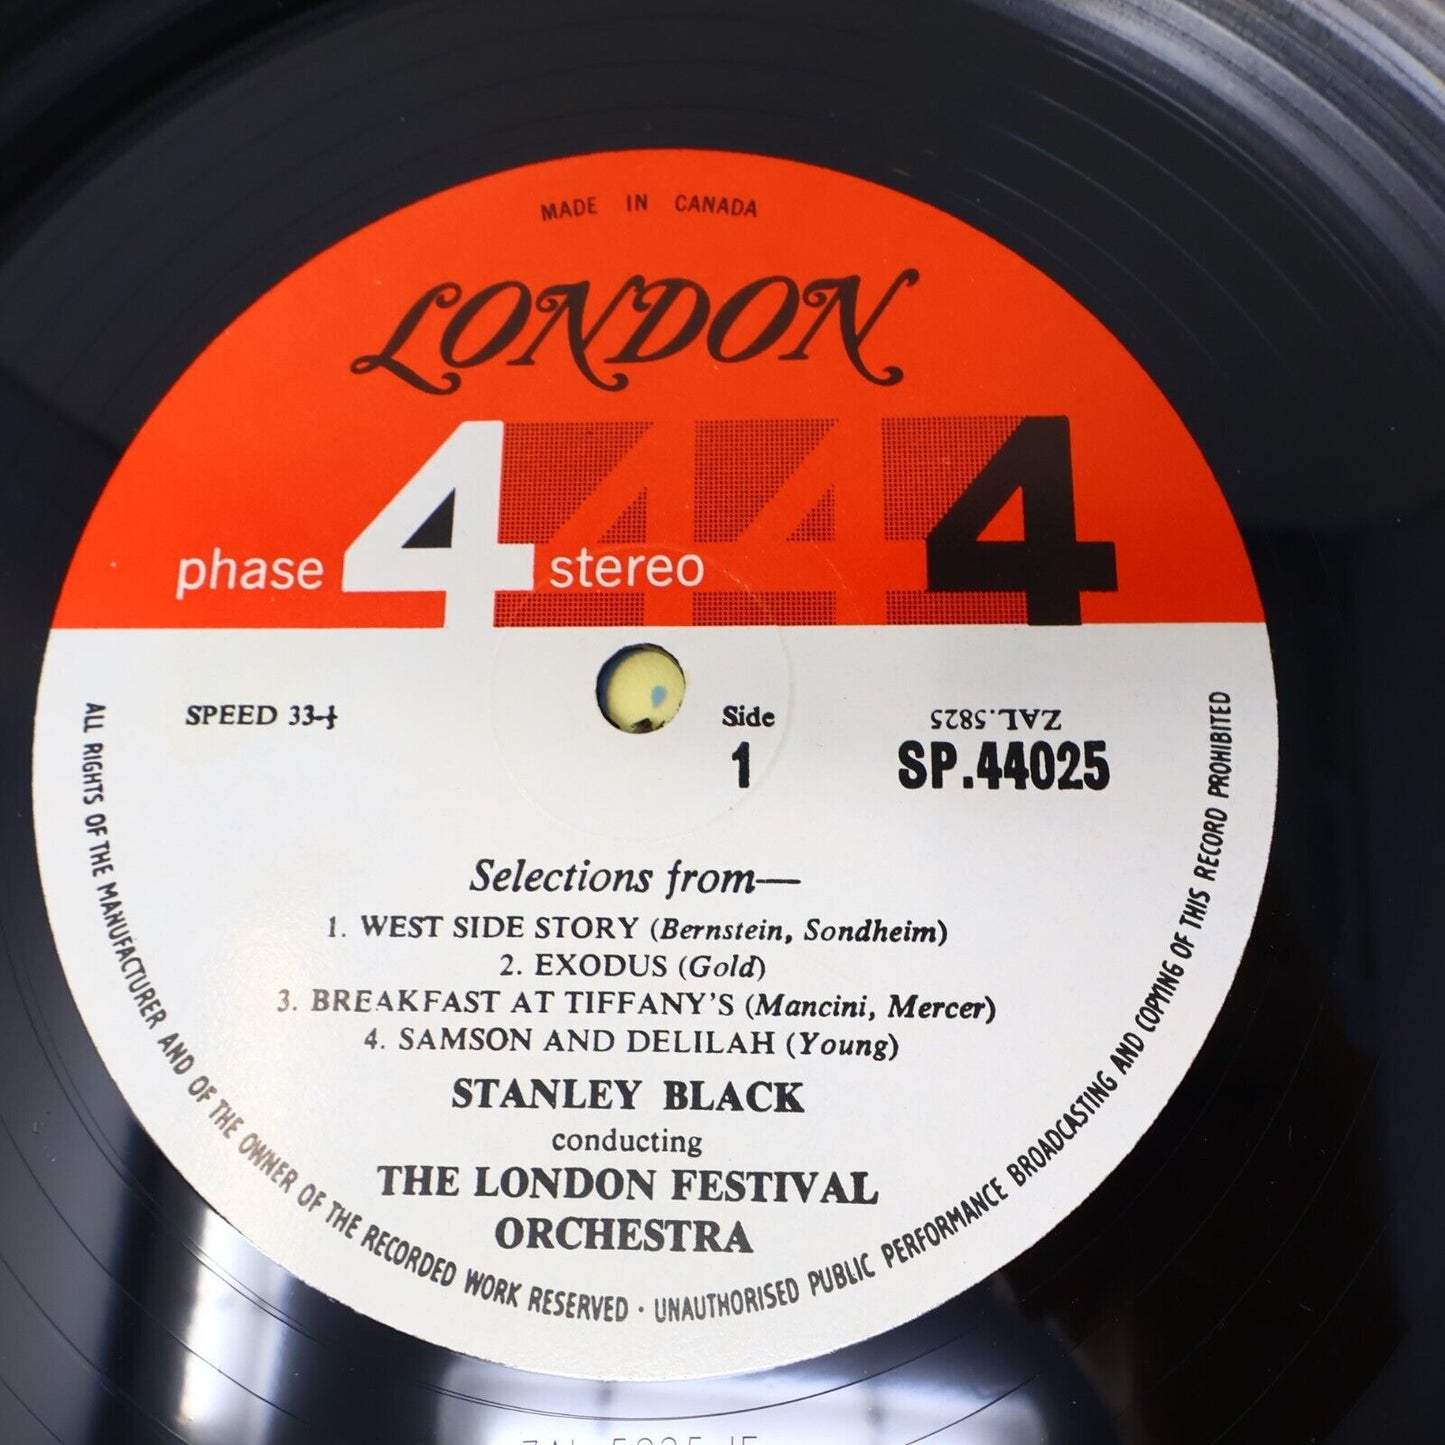 MADE IN CANADA
LONDON
phase 4 stereo 4 4 4
SPEED 33⅓
Side
1
ZAL.5825
SP.44025
Selections from—
1. WEST SIDE STORY (Bernstein, Sondheim)
2. EXODUS (Gold)
3. BREAKFAST AT TIFFANY'S (Mancini, Mercer)
4. SAMSON AND DELILAH (Young)
STANLEY BLACK
conducting
THE LONDON FESTIVAL
ORCHESTRA
ALL RIGHTS OF THE MANUFACTURER AND OF THE OWNER OF THE RECORDED WORK RESERVED · UNAUTHORISED PUBLIC PERFORMANCE BROADCASTING AND COPYING OF THIS RECORD PROHIBITED